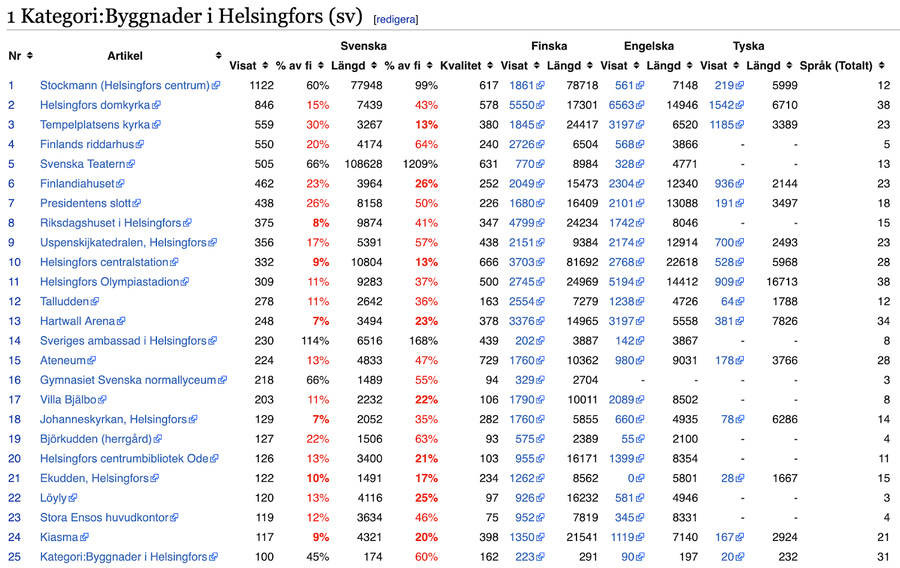 1 Kategori:Byggnader i Helsingfors (sv) [redigera]
Svenska Finska Engelska Tyska
Nr Artikel Visat % av fi Längd % av fi Kvalitet Visat Längd Visat Längd Visat Längd Språk (Totalt)
1 Stockmann (Helsingfors centrum) 1122 60% 77948 99% 617 1861 78718 561 7148 219 5999 12
2 Helsingfors domkyrka 846 15% 7439 43% 578 5550 17301 6563 14946 1542 6710 38
3 Tempelplatsens kyrka 559 30% 3267 13% 380 1845 24417 3197 6520 1185 3389 23
4 Finlands riddarhus 550 20% 4174 64% 240 2726 6504 568 3866 - - 5
5 Svenska Teatern 505 66% 108628 1209% 631 770 8984 328 4771 - - 13
6 Finlandiahuset 462 23% 3964 26% 252 2049 15473 2304 12340 936 2144 23
7 Presidentens slott 438 26% 8158 50% 226 1680 16409 2101 13088 191 3497 18
8 Riksdagshuset i Helsingfors 375 8% 9874 41% 347 4799 24234 1742 8046 - - 15
9 Uspenskijkatedralen, Helsingfors 356 17% 5391 57% 438 2151 9384 2174 12914 700 2493 23
10 Helsingfors centralstation 332 9% 10804 13% 666 3703 81692 2768 22618 528 5968 28
11 Helsingfors Olympiastadion 309 11% 9283 37% 500 2745 24969 5194 14412 909 16713 38
12 Talludden 278 11% 2642 36% 163 2554 7279 1238 4726 64 1788 12
13 Hartwall Arena 248 7% 3494 23% 378 3376 14965 3197 5558 381 7826 34
14 Sveriges ambassad i Helsingfors 230 114% 6516 168% 439 202 3887 142 3867 - - 8
15 Ateneum 224 13% 4833 47% 729 1760 10362 980 9031 178 3766 28
16 Gymnasiet Svenska normallyceum 218 66% 1489 55% 94 329 2704 - - - - 3
17 Villa Bjälbo 203 11% 2232 22% 106 1790 10011 2089 8502 - - 8
18 Johanneskyrkan, Helsingfors 129 7% 2052 35% 282 1760 5855 660 4935 78 6286 14
19 Björkudden (herrgård) 127 22% 1506 63% 93 575 2389 55 2100 - - 4
20 Helsingfors centrumbibliotek Ode 126 13% 3400 21% 103 955 16171 1399 8354 - - 11
21 Ekudden, Helsingfors 122 10% 1491 17% 234 1262 8562 0 5801 28 1667 15
22 Löyly 120 13% 4116 25% 97 926 16232 581 4946 - - 3
23 Stora Ensos huvudkontor 119 12% 3634 46% 75 952 7819 345 8331 - - 4
24 Kiasma 117 9% 4321 20% 398 1350 21541 1119 7140 167 2924 21
25 Kategori:Byggnader i Helsingfors 100 45% 174 60% 162 223 291 90 197 20 232 31